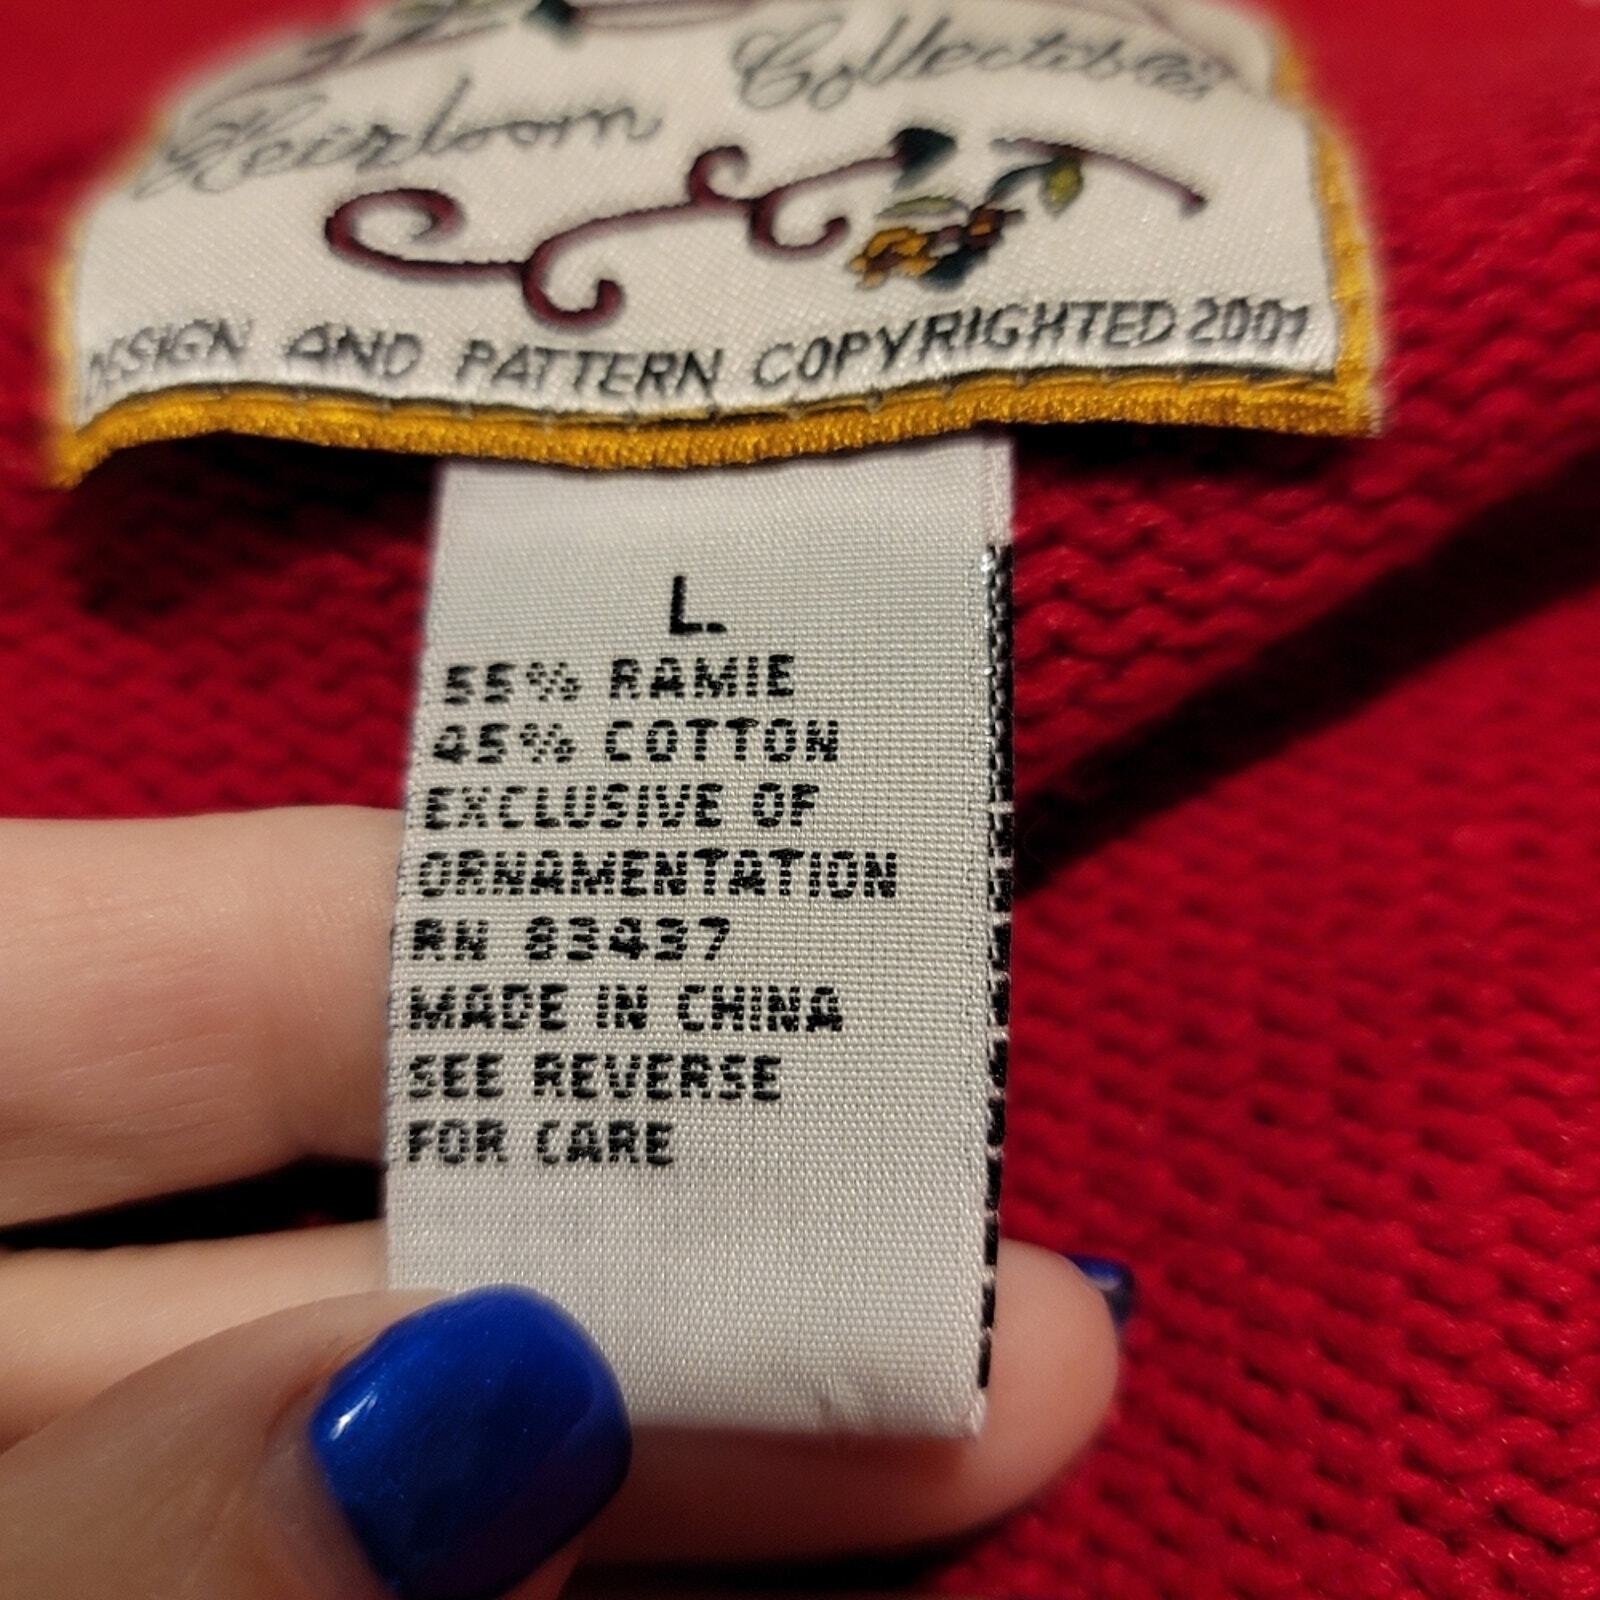 Heirloom Collectibles
DESIGN AND PATTERN COPYRIGHTED 2001
L.
55% RAMIE
45% COTTON
EXCLUSIVE OF
ORNAMENTATION
RN 83437
MADE IN CHINA
SEE REVERSE
FOR CARE